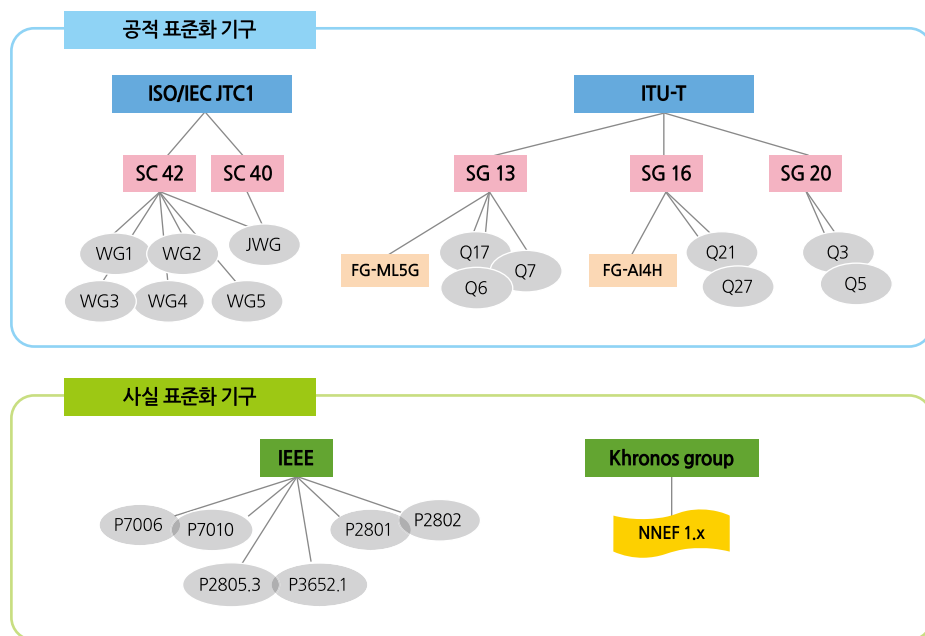 공적 표준화 기구
ISO/IEC JTC1
ITU-T
SC 42
SC 40
SG 13
SG 16
SG 20
WG1
WG2
JWG
WG3
WG4
WG5
FG-ML5G
Q17
Q7
Q6
FG-AI4H
Q21
Q27
Q3
Q5
사실 표준화 기구
IEEE
Khronos group
P7006
P7010
P2801
P2802
P2805.3
P3652.1
NNEF 1.x